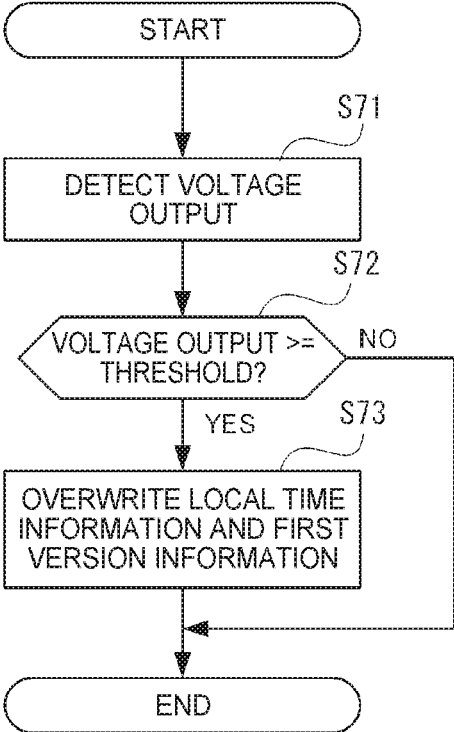 START
S71
DETECT VOLTAGE
OUTPUT
S72
VOLTAGE OUTPUT >=
THRESHOLD?
NO
YES
S73
OVERWRITE LOCAL TIME
INFORMATION AND FIRST
VERSION INFORMATION
END